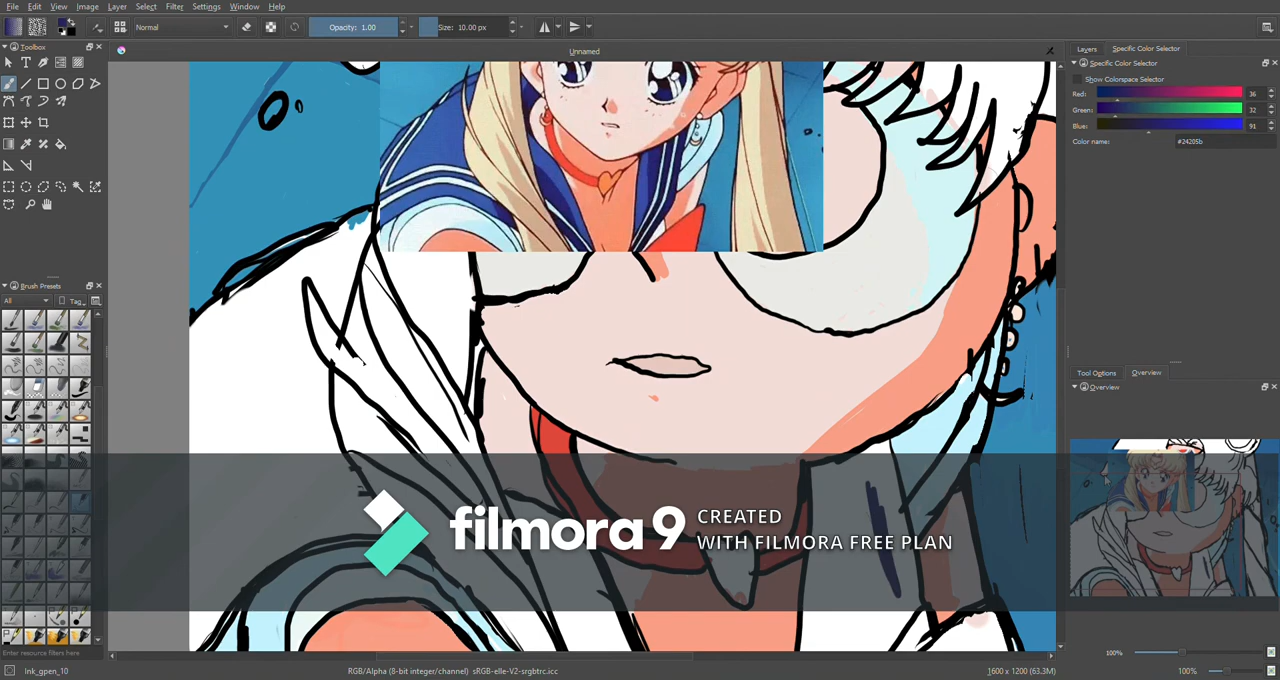 File Edit View Image Layer Select Filter Settings Window Help
Normal Opacity: 1.00 Size: 10.00 px
Toolbox Unnamed Layers Specific Color Selector
Specific Color Selector
Show Colorspace Selector
Red: 36
Green: 32
Blue: 91
Color name: #24205b
Brush Presets
All Tag
Tool Options Overview
Overview
filmora9 CREATED
WITH FILMORA FREE PLAN
Enter resource filters here
100%
Ink_gpen_10 RGB/Alpha (8-bit integer/channel) sRGB-elle-V2-srgbtrc.icc 1600 x 1200 (63.3M) 100%